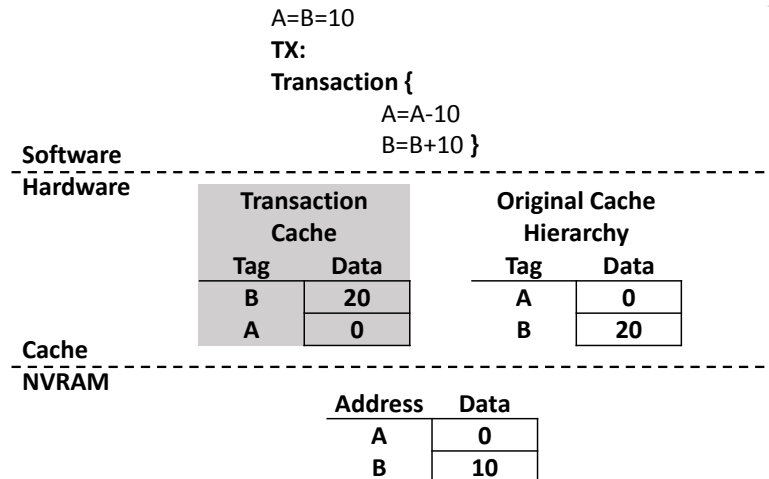 A=B=10
TX:
Transaction {
A=A-10
B=B+10 }
Software
Hardware
Transaction Cache
Tag Data
B 20
A 0
Original Cache Hierarchy
Tag Data
A 0
B 20
Cache
NVRAM
Address Data
A 0
B 10